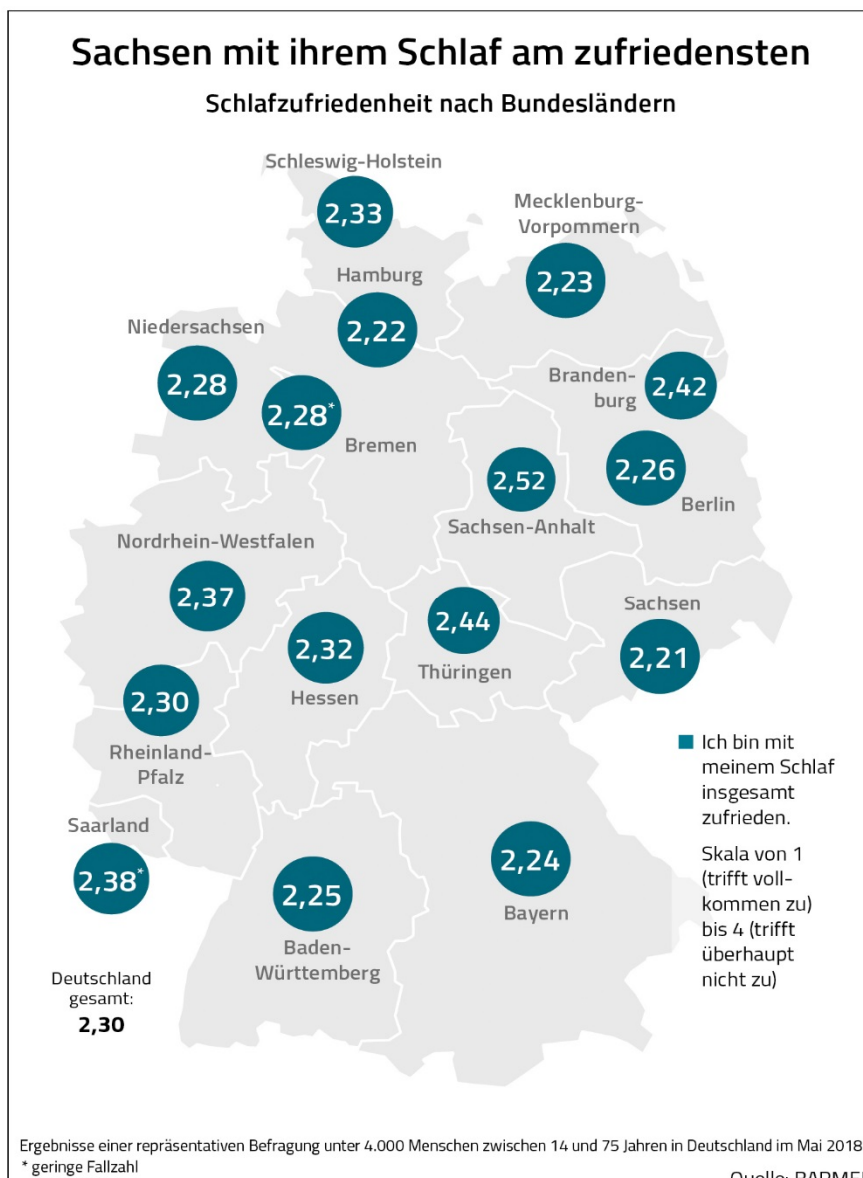 Sachsen mit ihrem Schlaf am zufriedensten
Schlafzufriedenheit nach Bundesländern
Schleswig-Holstein
2,33
Mecklenburg-
Vorpommern
2,23
Hamburg
2,22
Niedersachsen
2,28
2,28*
Bremen
Branden-
burg
2,42
2,26
Berlin
2,52
Sachsen-Anhalt
Nordrhein-Westfalen
2,37
2,32
Hessen
2,44
Thüringen
Sachsen
2,21
2,30
Rheinland-
Pfalz
Saarland
2,38*
2,25
Baden-
Württemberg
2,24
Bayern
Ich bin mit
meinem Schlaf
insgesamt
zufrieden.
Skala von 1
(trifft voll-
kommen zu)
bis 4 (trifft
überhaupt
nicht zu)
Deutschland
gesamt:
2,30
Ergebnisse einer repräsentativen Befragung unter 4.000 Menschen zwischen 14 und 75 Jahren in Deutschland im Mai 2018
* geringe Fallzahl
Quelle: